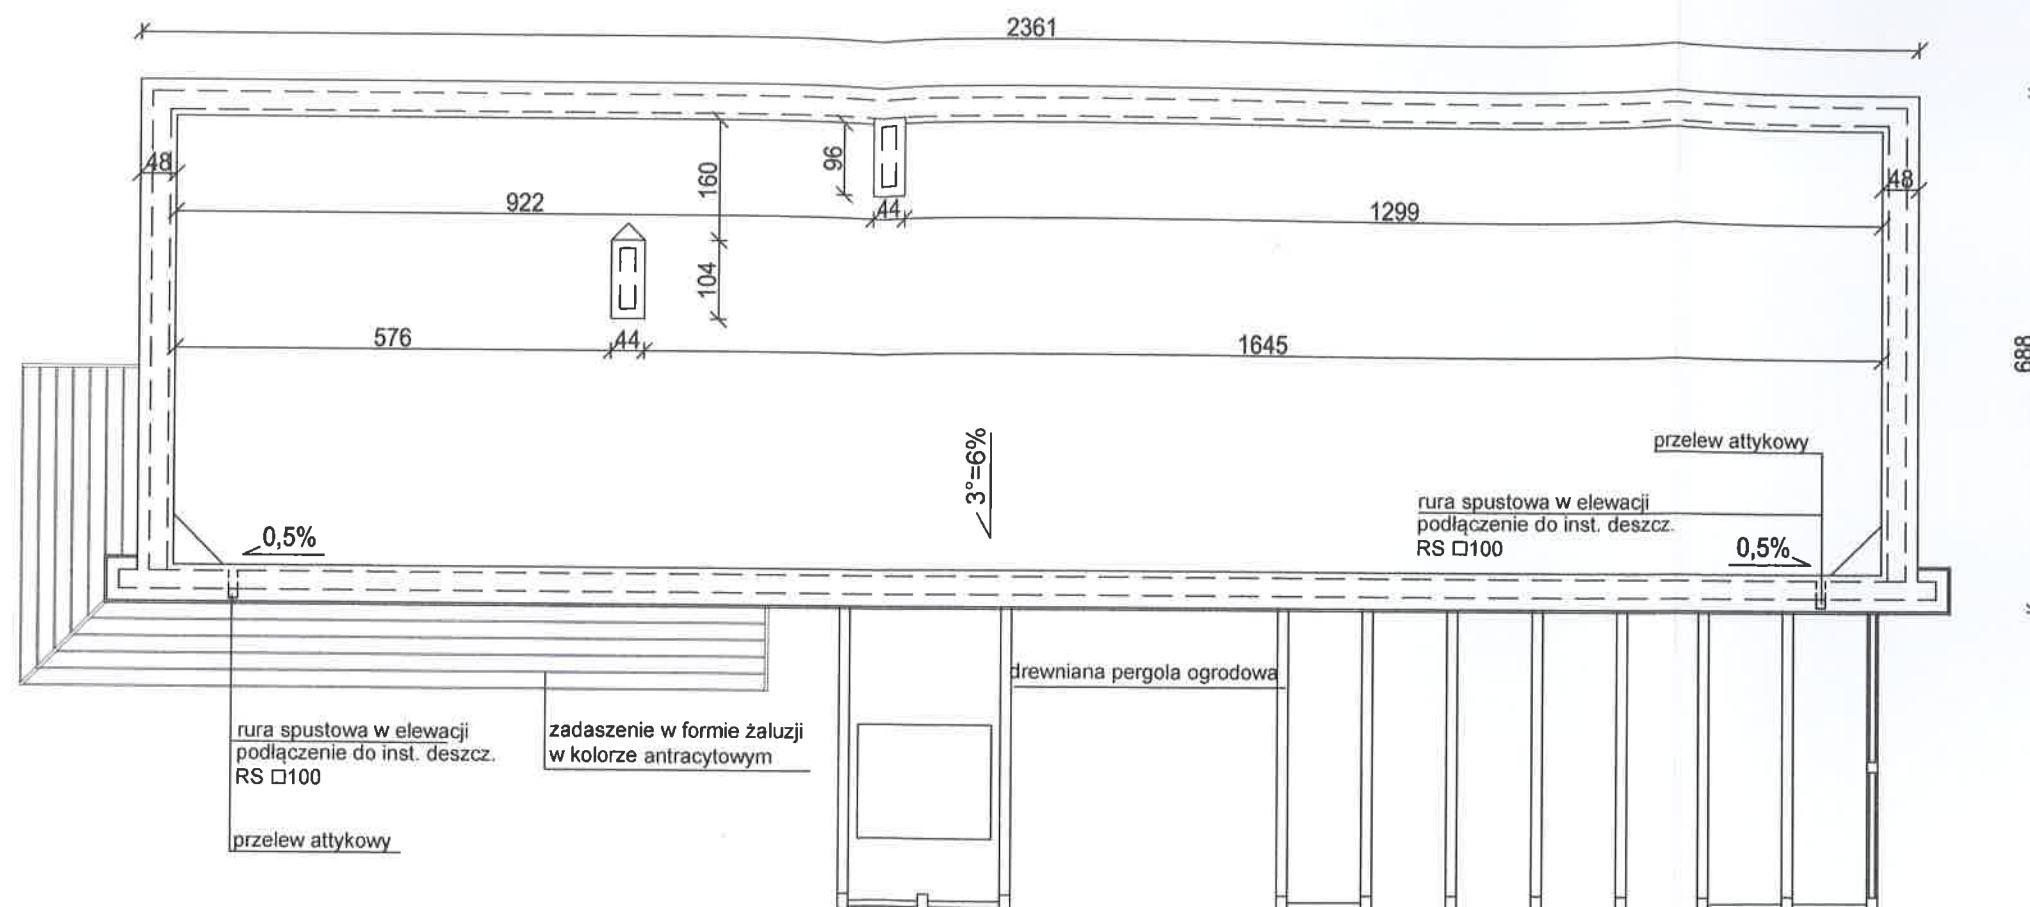 2361
48
160
96
48
922
44
1299
104
576
44
1645
688
3°=6%
przelew attykowy
rura spustowa w elewacji
podłączenie do inst. deszcz.
RS □100
0,5%
0,5%
drewniana pergola ogrodowa
rura spustowa w elewacji
podłączenie do inst. deszcz.
RS □100
zadaszenie w formie żaluzji
w kolorze antracytowym
przelew attykowy